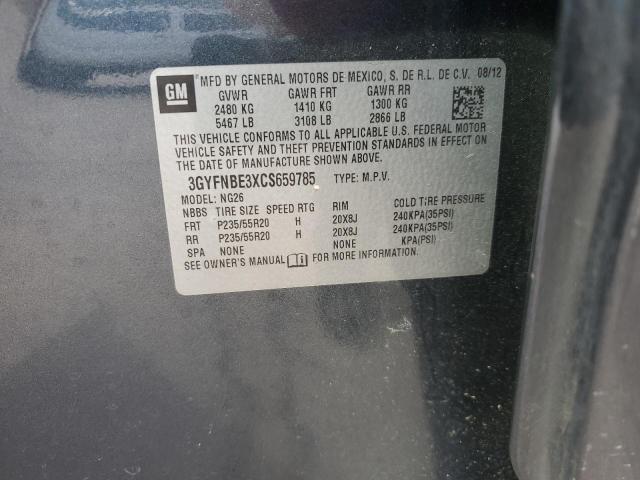 GM
MFD BY GENERAL MOTORS DE MEXICO, S. DE R.L. DE C.V. 08/12
GVWR GAWR FRT GAWR RR
2480 KG 1410 KG 1300 KG
5467 LB 3108 LB 2866 LB
THIS VEHICLE CONFORMS TO ALL APPLICABLE U.S. FEDERAL MOTOR
VEHICLE SAFETY AND THEFT PREVENTION STANDARDS IN EFFECT ON
THE DATE OF MANUFACTURE SHOWN ABOVE.
3GYFNBE3XCS659785 TYPE: M.P.V.
MODEL: NG26
NBBS TIRE SIZE SPEED RTG RIM COLD TIRE PRESSURE
FRT P235/55R20 H 20X8J 240KPA(35PSI)
RR P235/55R20 H 20X8J 240KPA(35PSI)
SPA NONE NONE KPA(PSI)
SEE OWNER'S MANUAL FOR MORE INFORMATION.